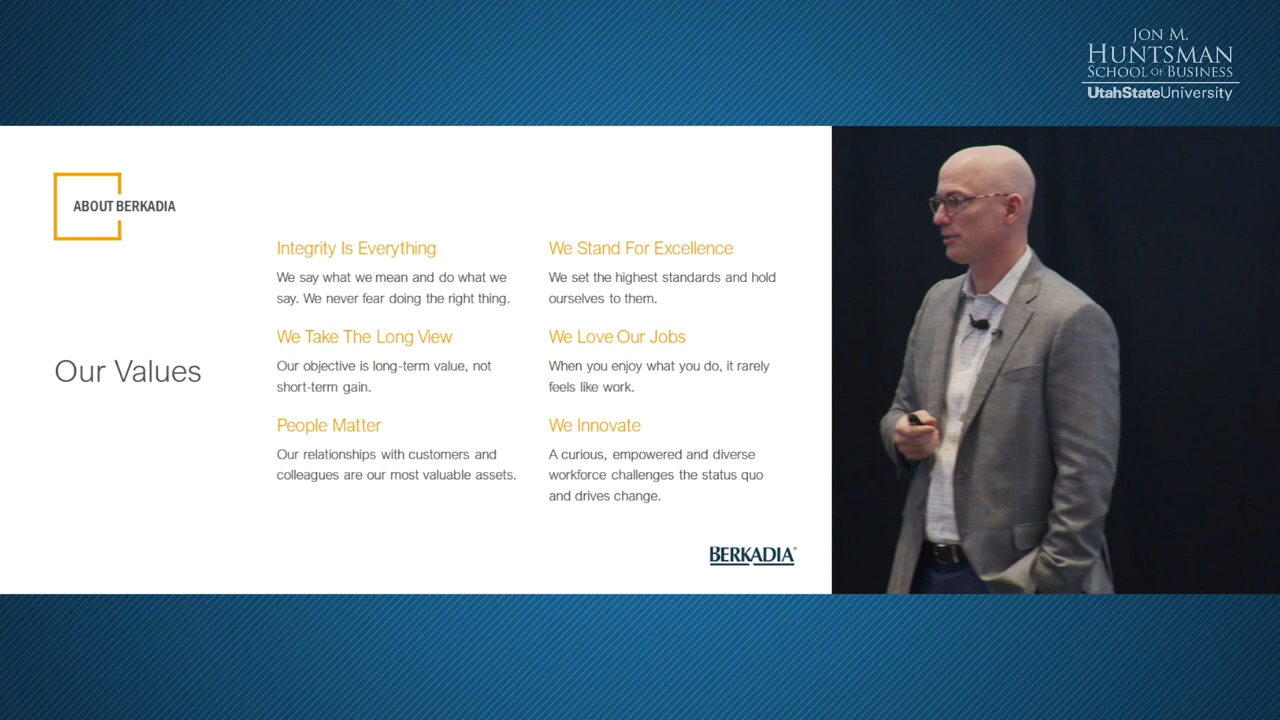 JON M.
HUNTSMAN
SCHOOL OF BUSINESS
UtahStateUniversity
ABOUT BERKADIA
Our Values
Integrity Is Everything
We say what we mean and do what we
say. We never fear doing the right thing.
We Take The Long View
Our objective is long-term value, not
short-term gain.
People Matter
Our relationships with customers and
colleagues are our most valuable assets.
We Stand For Excellence
We set the highest standards and hold
ourselves to them.
We Love Our Jobs
When you enjoy what you do, it rarely
feels like work.
We Innovate
A curious, empowered and diverse
workforce challenges the status quo
and drives change.
BERKADIA®